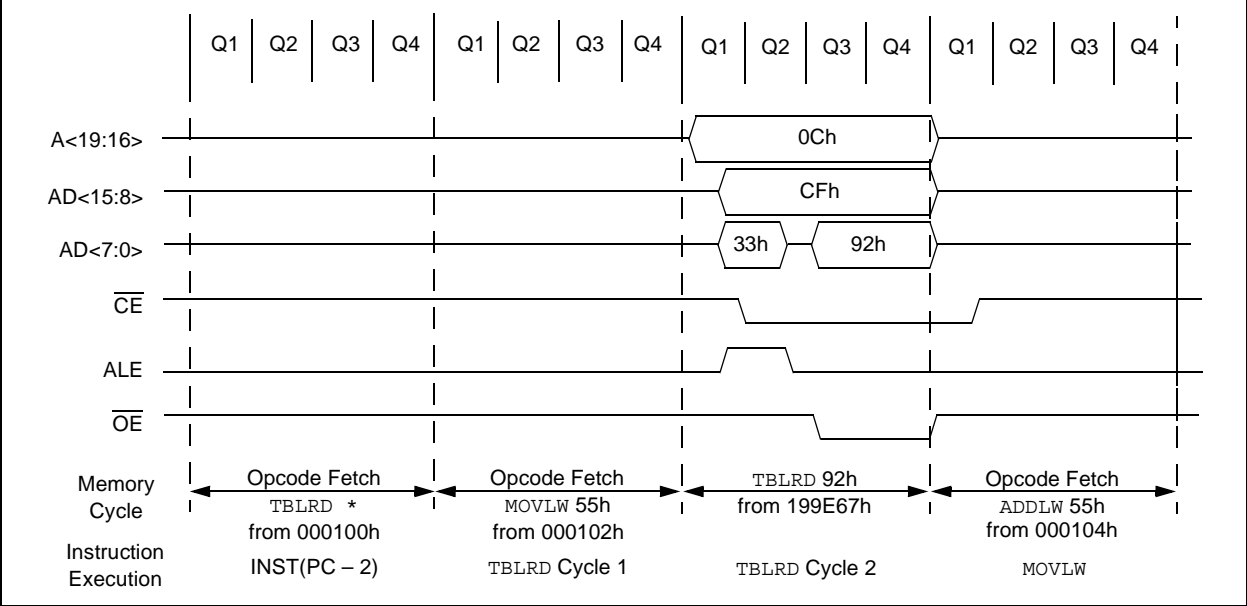 Q1 Q2 Q3 Q4 Q1 Q2 Q3 Q4 Q1 Q2 Q3 Q4 Q1 Q2 Q3 Q4
A<19:16> 0Ch
AD<15:8> CFh
AD<7:0> 33h 92h
CE
ALE
OE
Memory Cycle
Opcode Fetch
TBLRD *
from 000100h
Opcode Fetch
MOVLW 55h
from 000102h
TBLRD 92h
from 199E67h
Opcode Fetch
ADDLW 55h
from 000104h
Instruction
Execution
INST(PC – 2) TBLRD Cycle 1 TBLRD Cycle 2 MOVLW